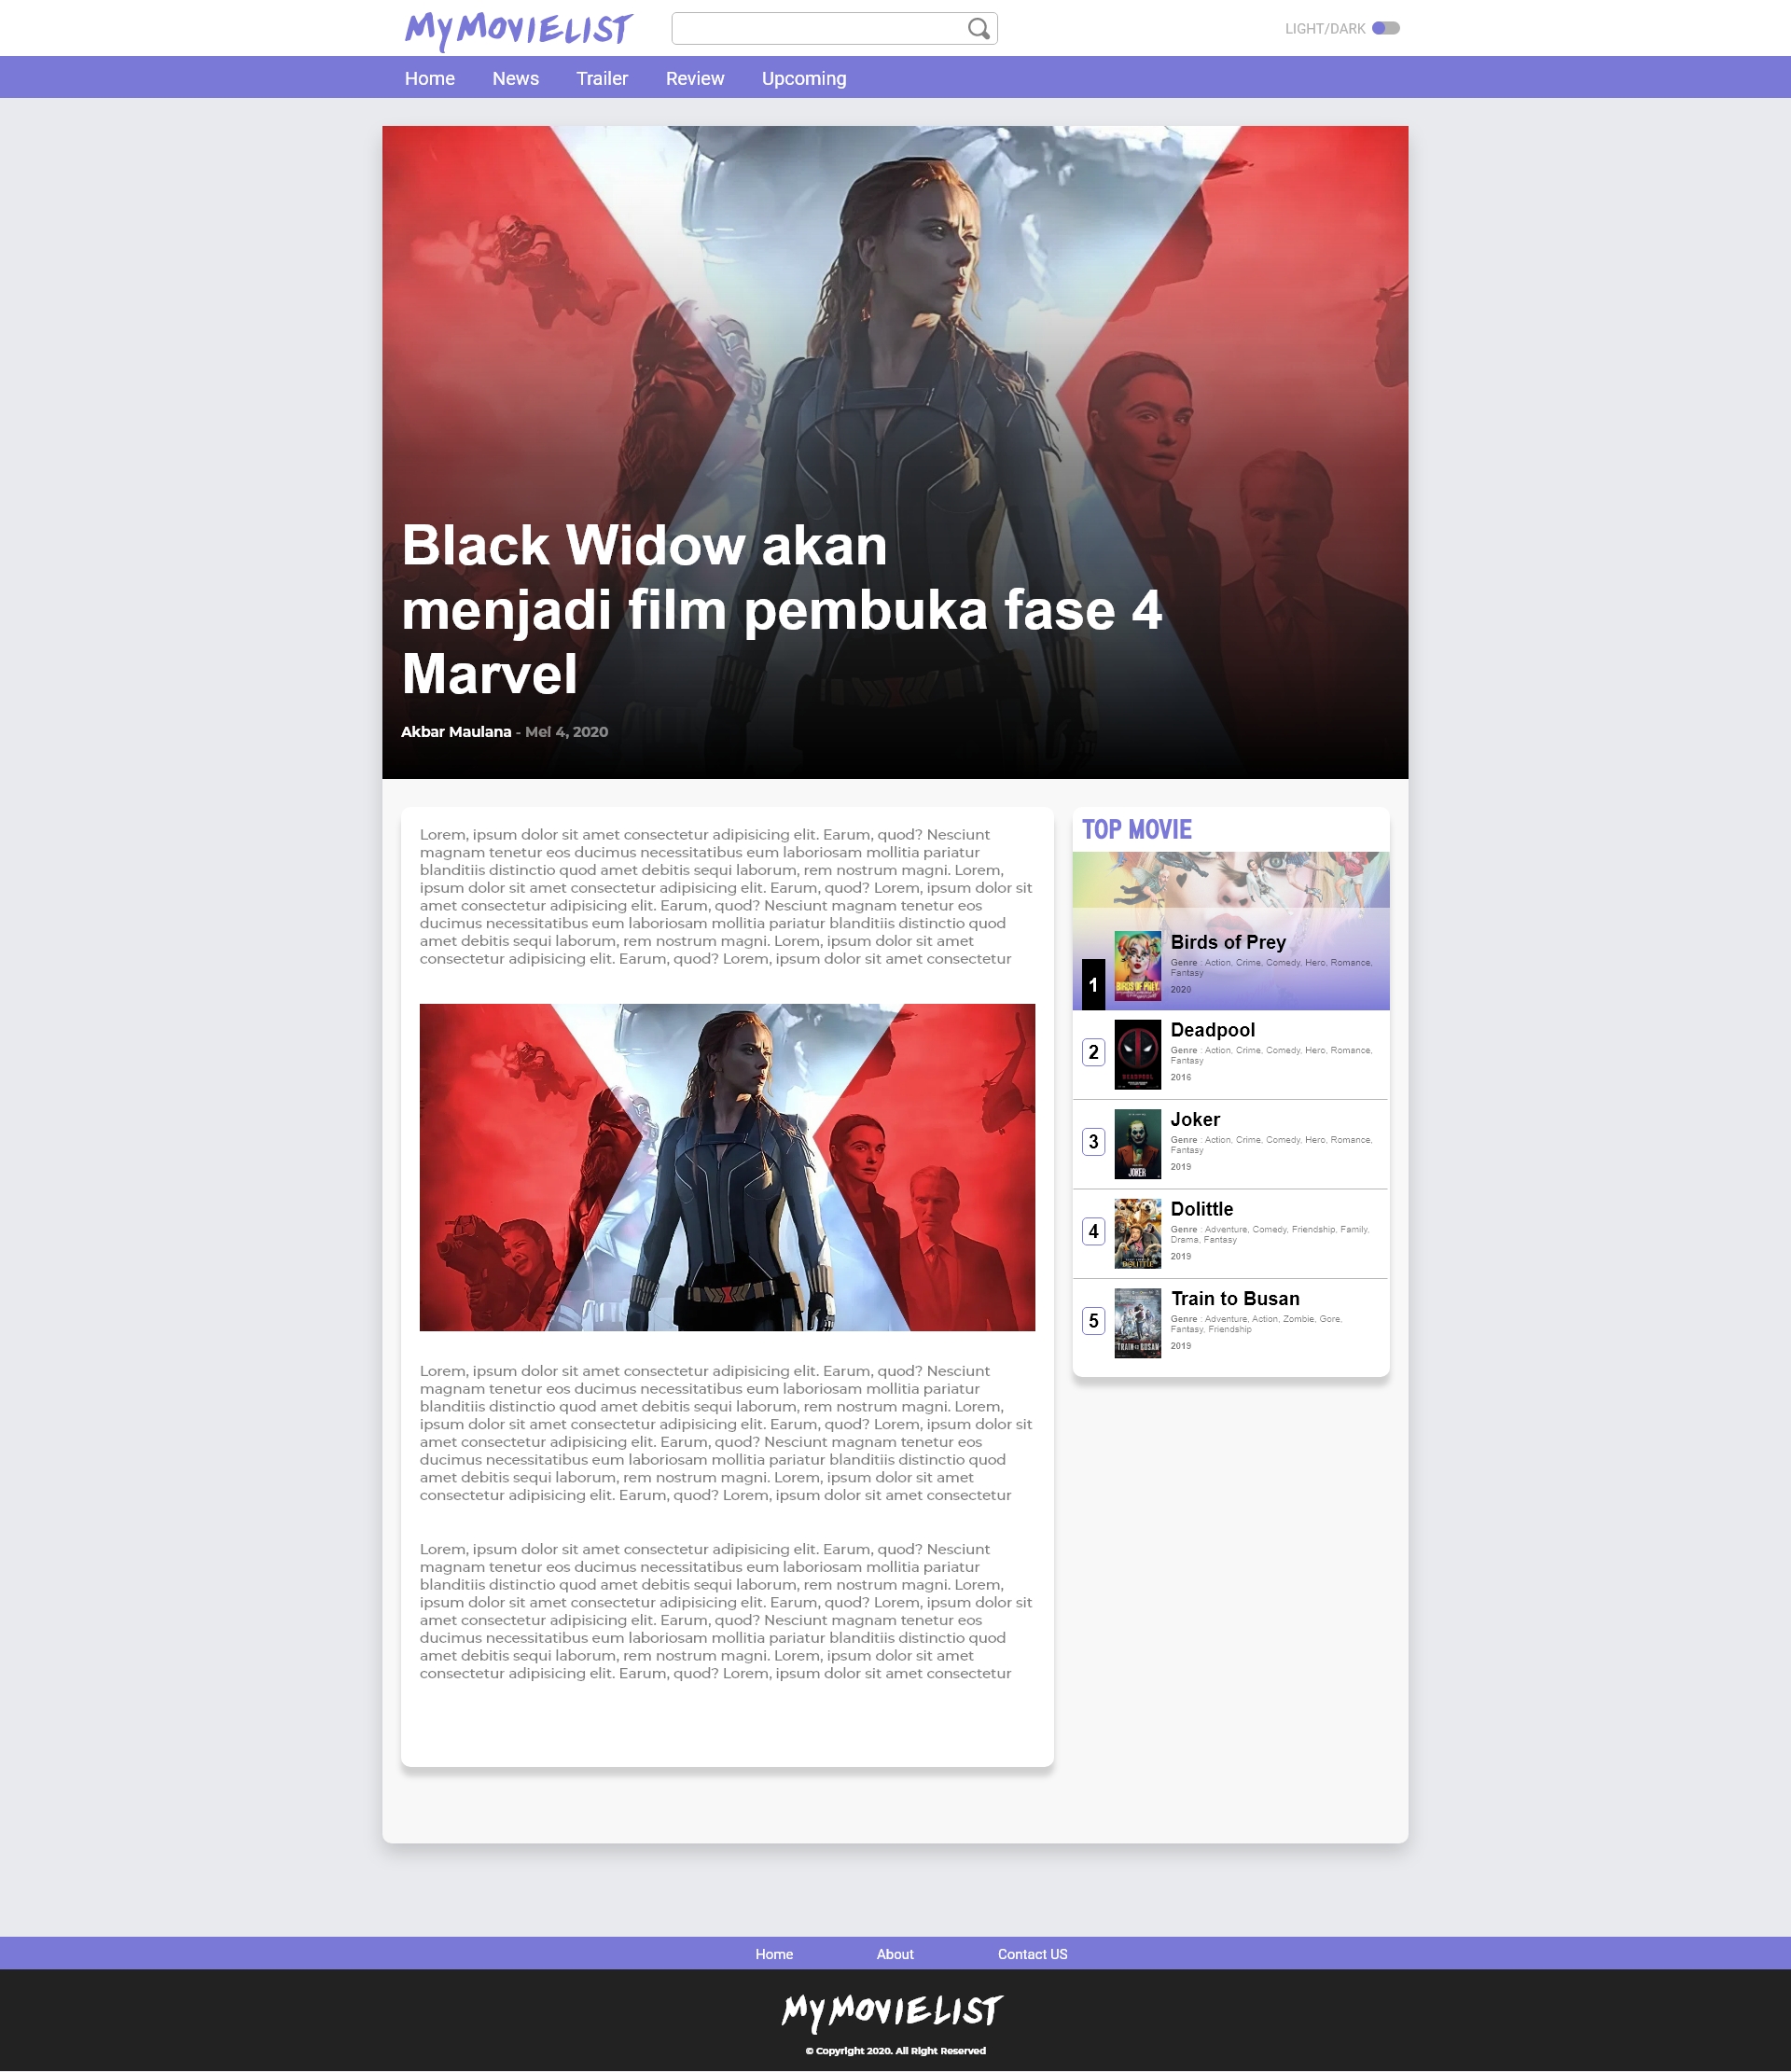 MyMovieList
LIGHT/DARK
Home
News
Trailer
Review
Upcoming
Black Widow akan
menjadi film pembuka fase 4
Marvel
Akbar Maulana - Mei 4, 2020
Lorem, ipsum dolor sit amet consectetur adipisicing elit. Earum, quod? Nesciunt
magnam tenetur eos ducimus necessitatibus eum laboriosam mollitia pariatur
blanditiis distinctio quod amet debitis sequi laborum, rem nostrum magni. Lorem,
ipsum dolor sit amet consectetur adipisicing elit. Earum, quod? Lorem, ipsum dolor sit
amet consectetur adipisicing elit. Earum, quod? Nesciunt magnam tenetur eos
ducimus necessitatibus eum laboriosam mollitia pariatur blanditiis distinctio quod
amet debitis sequi laborum, rem nostrum magni. Lorem, ipsum dolor sit amet
consectetur adipisicing elit. Earum, quod? Lorem, ipsum dolor sit amet consectetur
Lorem, ipsum dolor sit amet consectetur adipisicing elit. Earum, quod? Nesciunt
magnam tenetur eos ducimus necessitatibus eum laboriosam mollitia pariatur
blanditiis distinctio quod amet debitis sequi laborum, rem nostrum magni. Lorem,
ipsum dolor sit amet consectetur adipisicing elit. Earum, quod? Lorem, ipsum dolor sit
amet consectetur adipisicing elit. Earum, quod? Nesciunt magnam tenetur eos
ducimus necessitatibus eum laboriosam mollitia pariatur blanditiis distinctio quod
amet debitis sequi laborum, rem nostrum magni. Lorem, ipsum dolor sit amet
consectetur adipisicing elit. Earum, quod? Lorem, ipsum dolor sit amet consectetur
Lorem, ipsum dolor sit amet consectetur adipisicing elit. Earum, quod? Nesciunt
magnam tenetur eos ducimus necessitatibus eum laboriosam mollitia pariatur
blanditiis distinctio quod amet debitis sequi laborum, rem nostrum magni. Lorem,
ipsum dolor sit amet consectetur adipisicing elit. Earum, quod? Lorem, ipsum dolor sit
amet consectetur adipisicing elit. Earum, quod? Nesciunt magnam tenetur eos
ducimus necessitatibus eum laboriosam mollitia pariatur blanditiis distinctio quod
amet debitis sequi laborum, rem nostrum magni. Lorem, ipsum dolor sit amet
consectetur adipisicing elit. Earum, quod? Lorem, ipsum dolor sit amet consectetur
TOP MOVIE
1
BIRDS OF PREY
Birds of Prey
Genre : Action, Crime, Comedy, Hero, Romance,
Fantasy
2020
2
DEADPOOL
Deadpool
Genre : Action, Crime, Comedy, Hero, Romance,
Fantasy
2016
3
JOKER
Joker
Genre : Action, Crime, Comedy, Hero, Romance,
Fantasy
2019
4
DOLITTLE
Dolittle
Genre : Adventure, Comedy, Friendship, Family,
Drama, Fantasy
2019
5
TRAIN TO BUSAN
Train to Busan
Genre : Adventure, Action, Zombie, Gore,
Fantasy, Friendship
2019
Home
About
Contact US
MyMovieList
© Copyright 2020. All Right Reserved